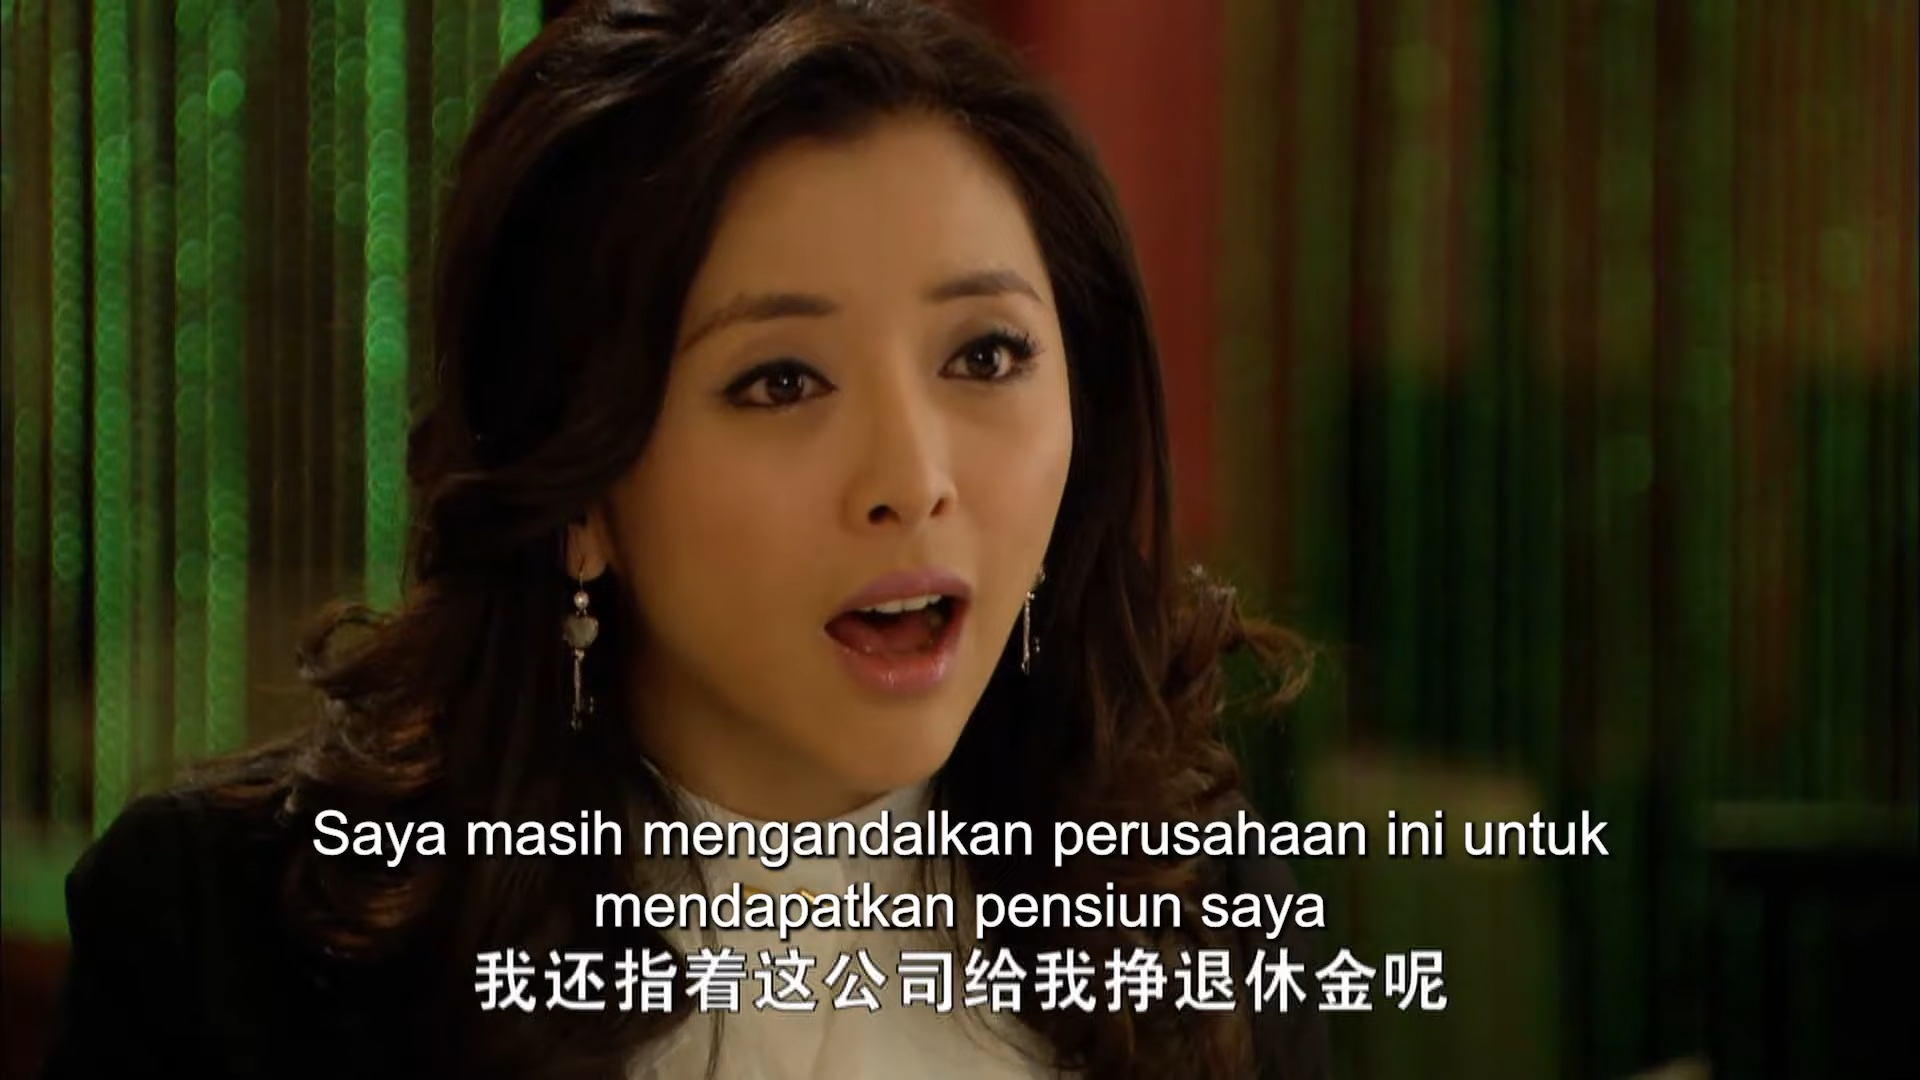 Saya masih mengandalkan perusahaan ini untuk
mendapatkan pensiun saya
我还指着这公司给我挣退休金呢